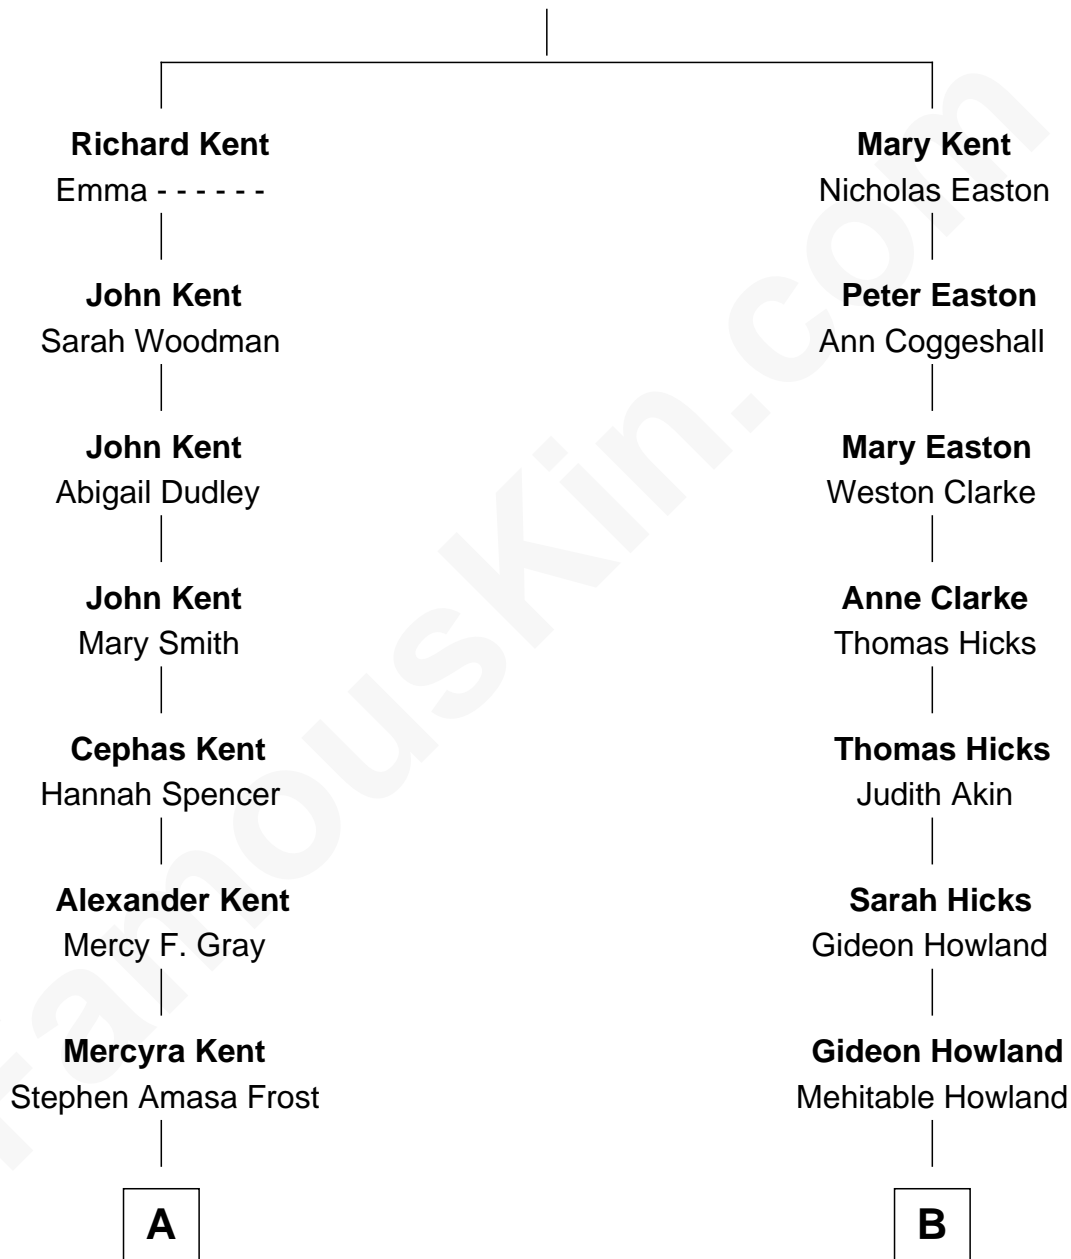 Richard Kent
Emma - - - - - -
John Kent
Sarah Woodman
John Kent
Abigail Dudley
John Kent
Mary Smith
Cephas Kent
Hannah Spencer
Alexander Kent
Mercy F. Gray
Mercyra Kent
Stephen Amasa Frost
A
Mary Kent
Nicholas Easton
Peter Easton
Ann Coggeshall
Mary Easton
Weston Clarke
Anne Clarke
Thomas Hicks
Thomas Hicks
Judith Akin
Sarah Hicks
Gideon Howland
Gideon Howland
Mehitable Howland
B
FamousKin.com